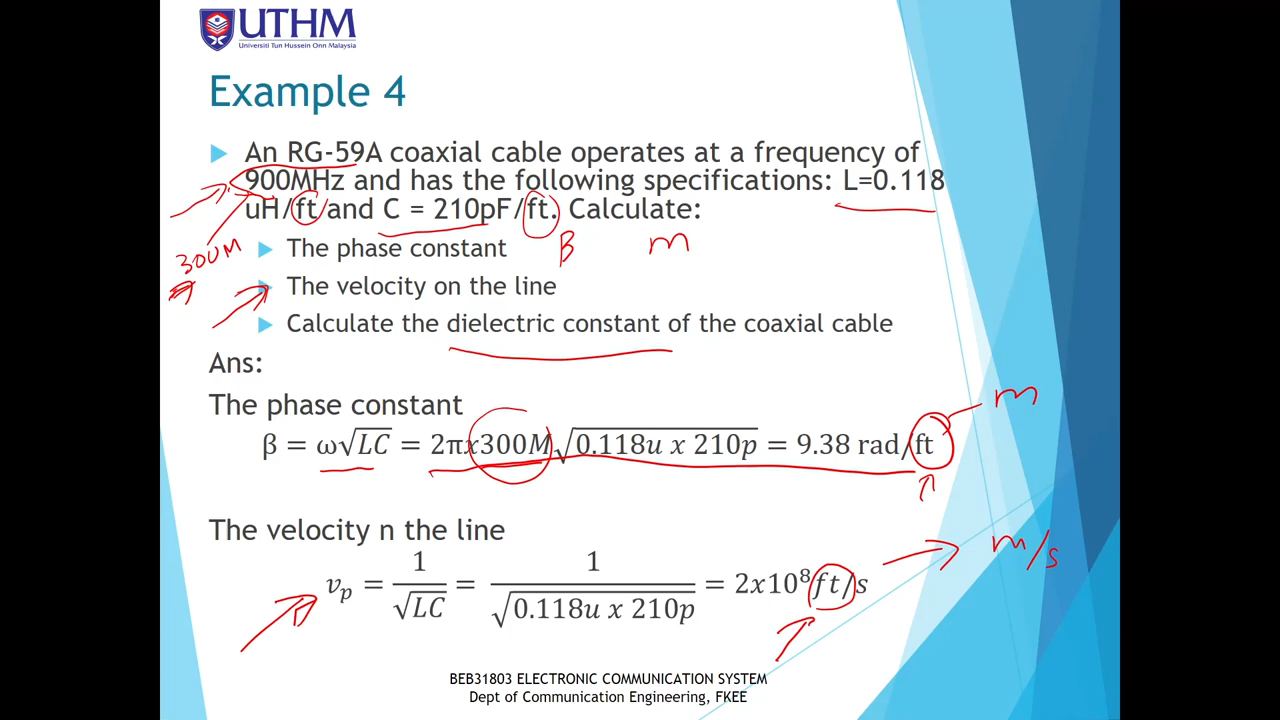 UTHM
Universiti Tun Hussein Onn Malaysia
Example 4
An RG-59A coaxial cable operates at a frequency of
900MHz and has the following specifications: L=0.118
uH/ft and C = 210pF/ft. Calculate:
The phase constant β m
300M
The velocity on the line
Calculate the dielectric constant of the coaxial cable
Ans:
The phase constant
m
β = ω√LC = 2πx300M√0.118u x 210p = 9.38 rad/ft
The velocity n the line
m/s
v_p = 1/√LC = 1/√0.118u x 210p = 2x10⁸ft/s
BEB31803 ELECTRONIC COMMUNICATION SYSTEM
Dept of Communication Engineering, FKEE